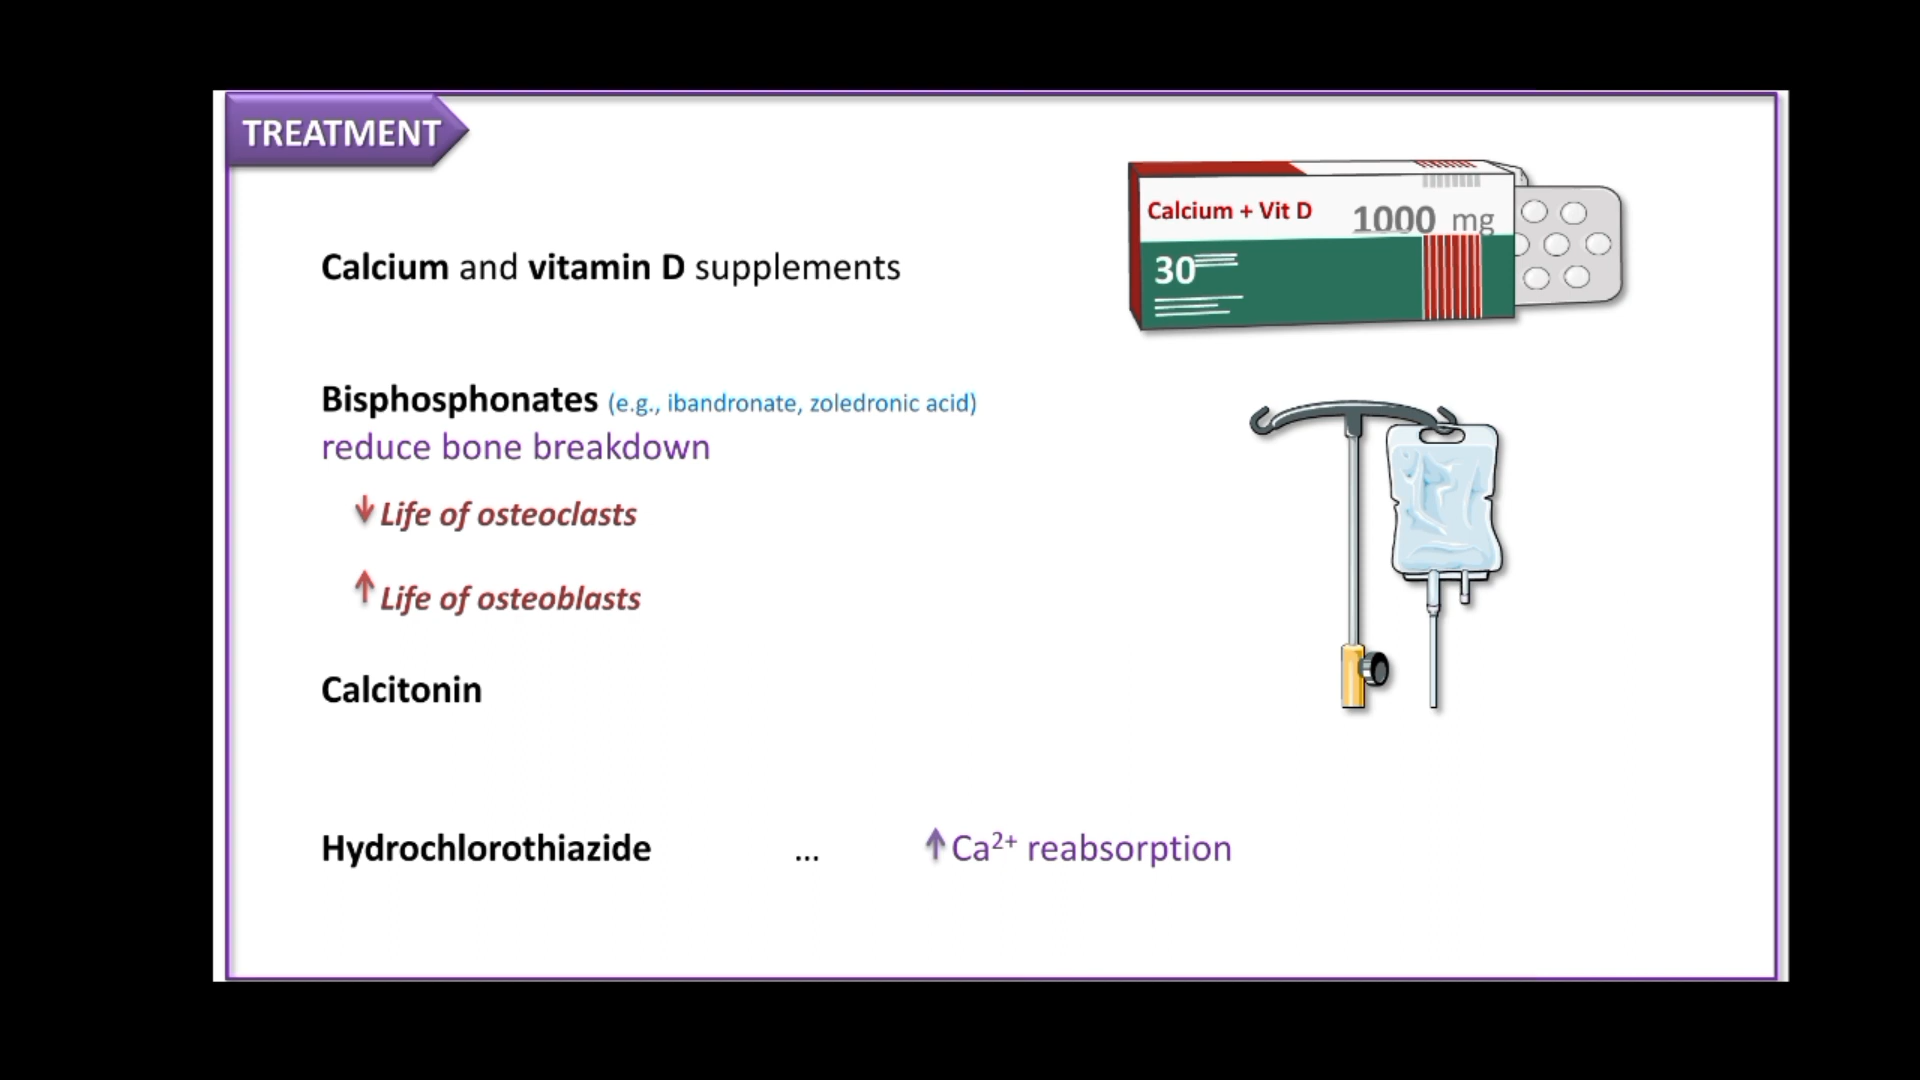 TREATMENT
Calcium + Vit D 1000 mg
30
Calcium and vitamin D supplements
Bisphosphonates (e.g., ibandronate, zoledronic acid)
reduce bone breakdown
↓ Life of osteoclasts
↑ Life of osteoblasts
Calcitonin
Hydrochlorothiazide ... ↑ Ca²⁺ reabsorption